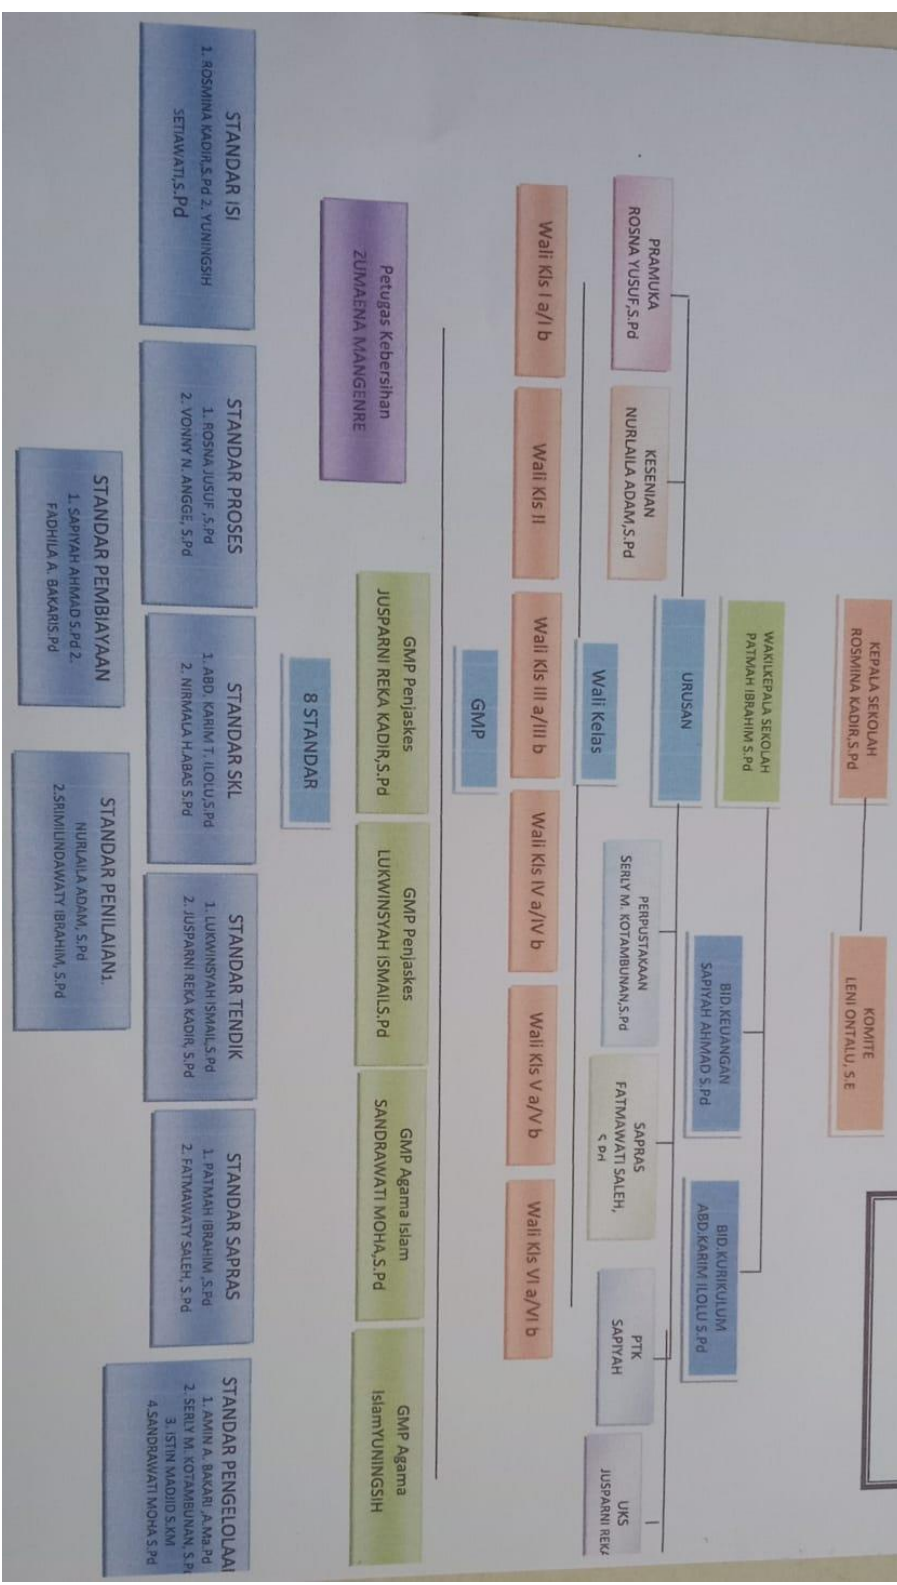 KEPALA SEKOLAH
ROSMINA KADIR,S.Pd
KOMITE
LENI ONTALU, S.E
WAKILKEPALA SEKOLAH
PATMAH IBRAHIM S.Pd
BID.KEUANGAN
SAPIYAH AHMAD S.Pd
BID.KURIKULUM
ABD.KARIM ILOLU S.Pd
URUSAN
PRAMUKA
ROSNA YUSUF,S.Pd
KESENIAN
NURLAILA ADAM,S.Pd
PERPUSTAKAAN
SERLY M. KOTAMBUNAN,S.Pd
SAPRAS
FATMAWATI SALEH,
S.Pd
PTK
SAPIYAH
UKS
JUSPARNI REKA
Wali Kelas
Wali Kls I a/I b
Wali Kls II
Wali Kls III a/III b
Wali Kls IV a/IV b
Wali Kls V a/V b
Wali Kls VI a/VI b
GMP
Petugas Kebersihan
ZUMAENA MANGENRE
GMP Penjaskes
JUSPARNI REKA KADIR,S.Pd
GMP Penjaskes
LUKWINSYAH ISMAILS.Pd
GMP Agama Islam
SANDRAWATI MOHA,S.Pd
GMP Agama
IslamYUNINGSIH
8 STANDAR
STANDAR ISI
1. ROSMINA KADIR,S.Pd 2. YUNINGSIH
SETIAWATI,S.Pd
STANDAR PROSES
1. ROSNA JUSUF ,S.Pd
2. VONNY N. ANGGE, S.Pd
STANDAR SKL
1. ABD. KARIM T. ILOLU,S.Pd
2. NIRMALA H.ABAS S.Pd
STANDAR TENDIK
1. LUKWINSYAH ISMAIL,S.Pd
2. JUSPARNI REKA KADIR, S.Pd
STANDAR SAPRAS
1. PATMAH IBRAHIM ,S.Pd
2. FATMAWATY SALEH, S.Pd
STANDAR PENGELOLAAN
1. AMIN A. BAKARI ,A.Ma.Pd
2. SERLY M. KOTAMBUNAN, S.Pd
3. ISTIN MADJID S.KM
4.SANDRAWATI MOHA S.Pd
STANDAR PEMBIAYAAN
1. SAPIYAH AHMAD S.Pd 2.
FADHILA A. BAKARIS.Pd
STANDAR PENILAIAN1.
NURLAILA ADAM, S.Pd
2.SRIMILINDAWATY IBRAHIM, S.Pd